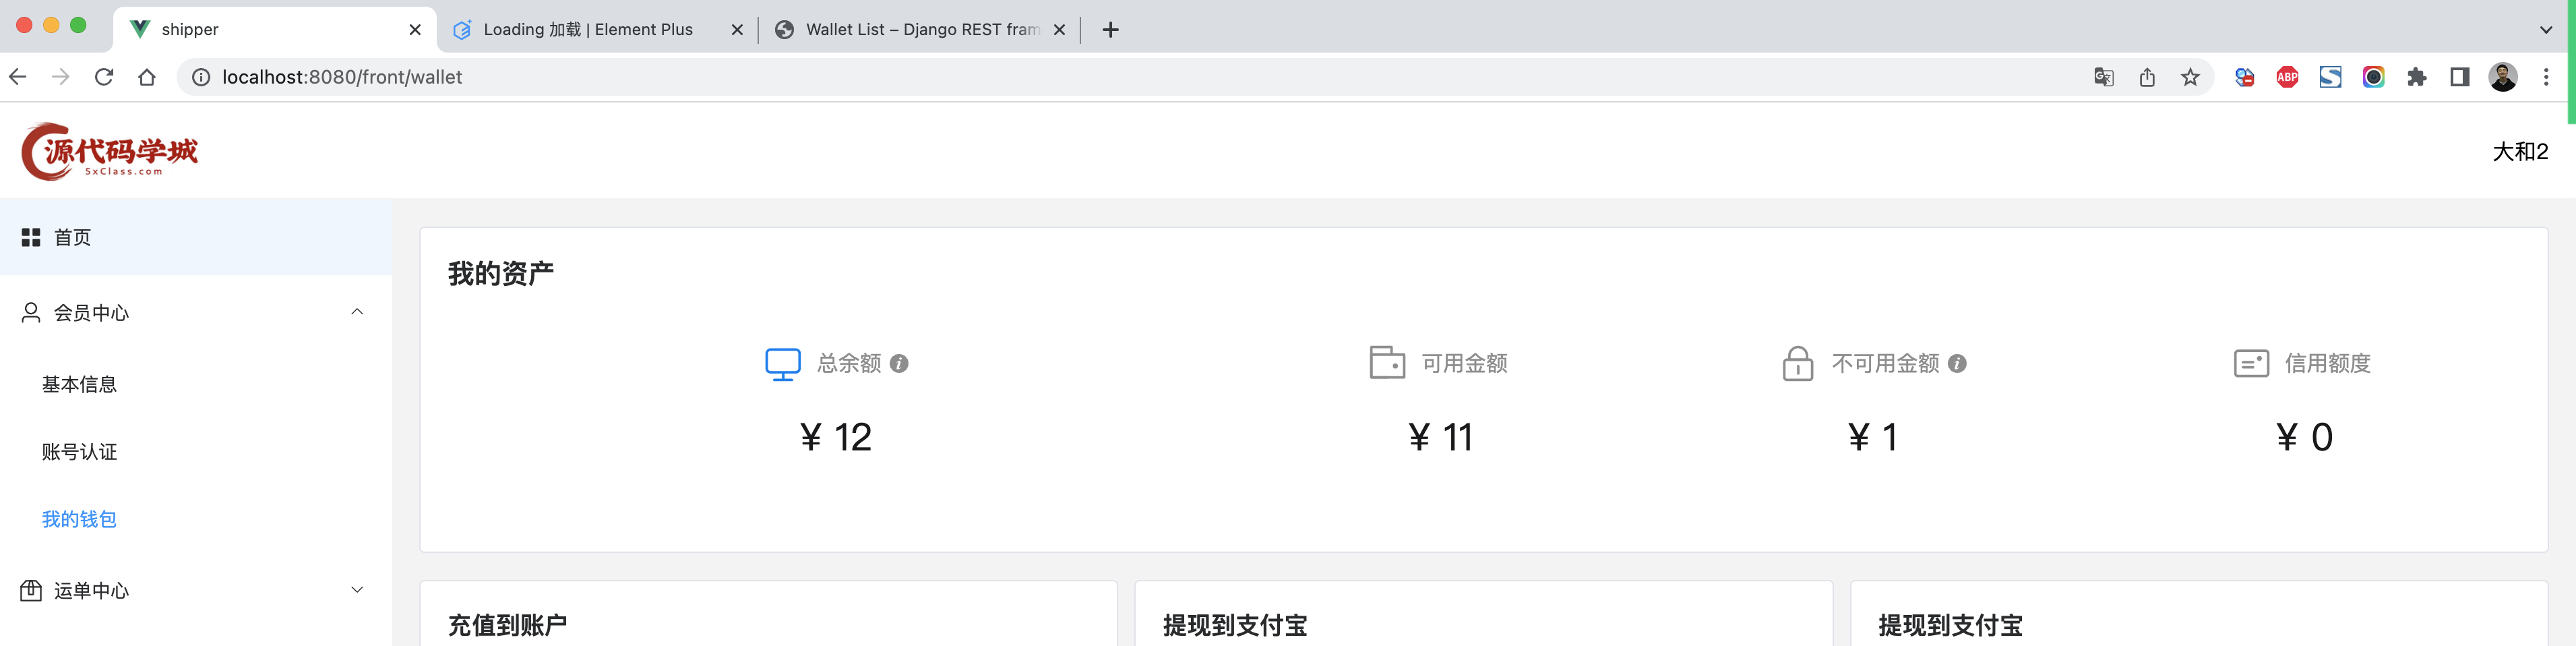 shipper
Loading 加载 | Element Plus
Wallet List – Django REST fram
localhost:8080/front/wallet
ABP
源代码学城
5xClass.com
大和2
首页
会员中心
基本信息
账号认证
我的钱包
运单中心
我的资产
总余额
¥ 12
可用金额
¥ 11
不可用金额
¥ 1
信用额度
¥ 0
充值到账户
提现到支付宝
提现到支付宝